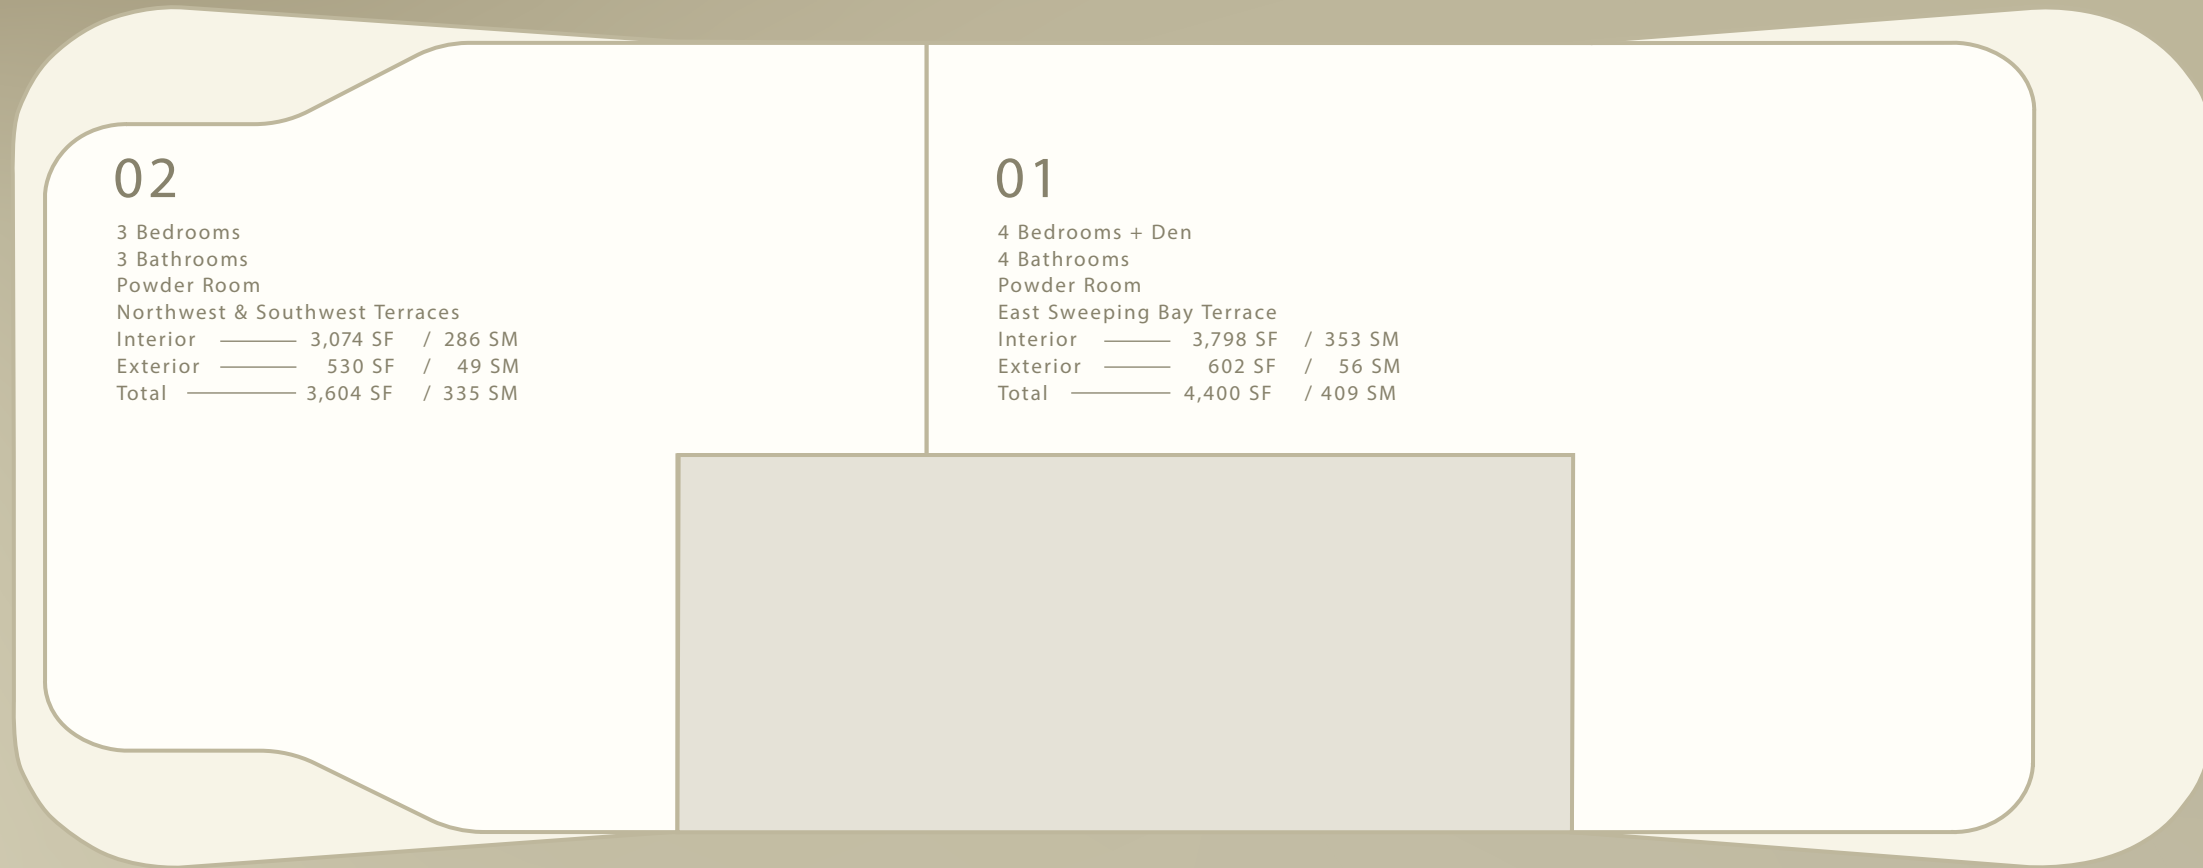 02
3 Bedrooms
3 Bathrooms
Powder Room
Northwest & Southwest Terraces
Interior 3,074 SF / 286 SM
Exterior 530 SF / 49 SM
Total 3,604 SF / 335 SM
01
4 Bedrooms + Den
4 Bathrooms
Powder Room
East Sweeping Bay Terrace
Interior 3,798 SF / 353 SM
Exterior 602 SF / 56 SM
Total 4,400 SF / 409 SM